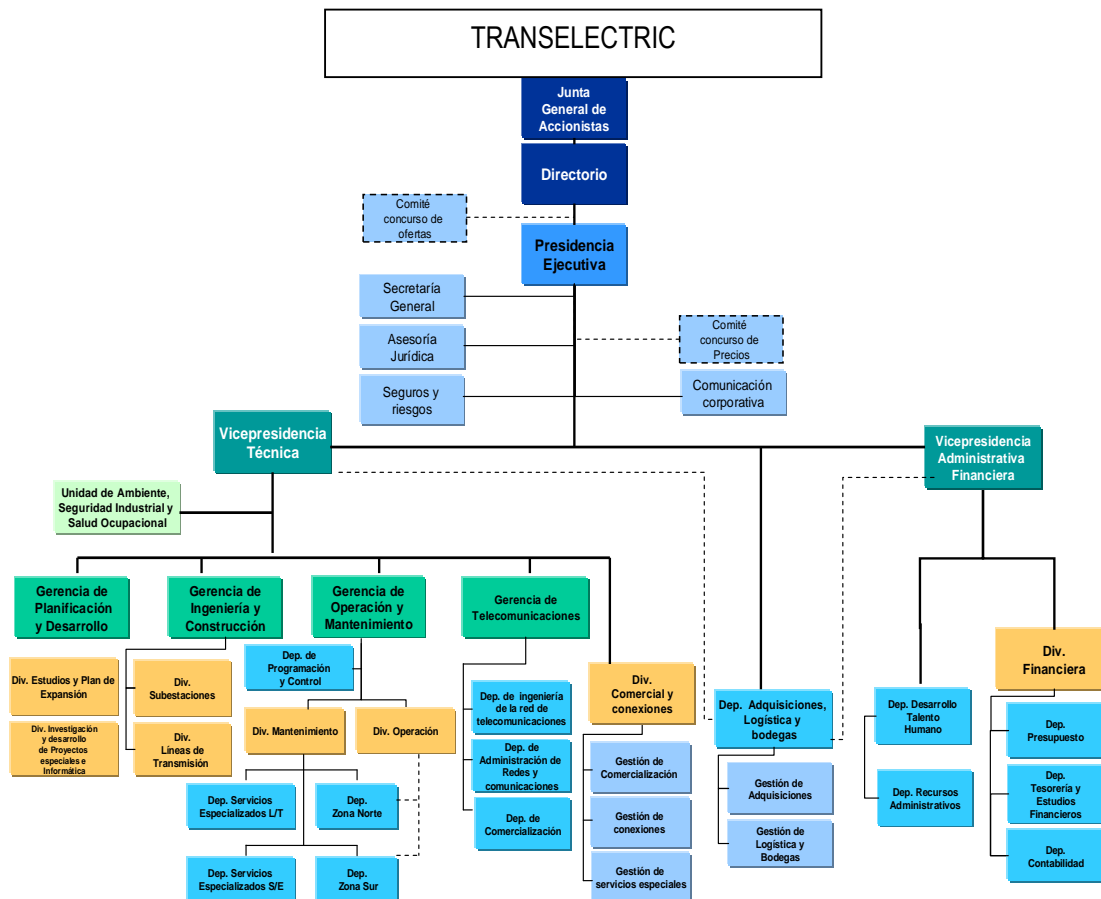 TRANSELECTRIC
Junta
General de
Accionistas
Directorio
Comité
concurso de
ofertas
Presidencia
Ejecutiva
Secretaría
General
Comité
concurso de
Precios
Asesoría
Jurídica
Seguros y
riesgos
Comunicación
corporativa
Vicepresidencia
Técnica
Vicepresidencia
Administrativa
Financiera
Unidad de Ambiente,
Seguridad Industrial y
Salud Ocupacional
Gerencia de
Planificación
y Desarrollo
Gerencia de
Ingeniería y
Construcción
Gerencia de
Operación y
Mantenimiento
Gerencia de
Telecomunicaciones
Div. Estudios y Plan de
Expansión
Div. Investigación
y desarrollo
de Proyectos
especiales e
Informática
Div.
Subestaciones
Div.
Líneas de
Transmisión
Dep. de
Programación
y Control
Div. Mantenimiento
Div. Operación
Dep. Servicios
Especializados L/T
Dep.
Zona Norte
Dep. Servicios
Especializados S/E
Dep.
Zona Sur
Dep. de ingeniería
de la red de
telecomunicaciones
Dep. de
Administración de
Redes y
comunicaciones
Dep. de
Comercialización
Div.
Comercial y
conexiones
Gestión de
Comercialización
Gestión de
conexiones
Gestión de
servicios especiales
Dep. Adquisiciones,
Logística y
bodegas
Gestión de
Adquisiciones
Gestión de
Logística y
Bodegas
Dep. Desarrollo
Talento
Humano
Dep. Recursos
Administrativos
Div.
Financiera
Dep.
Presupuesto
Dep.
Tesorería y
Estudios
Financieros
Dep.
Contabilidad